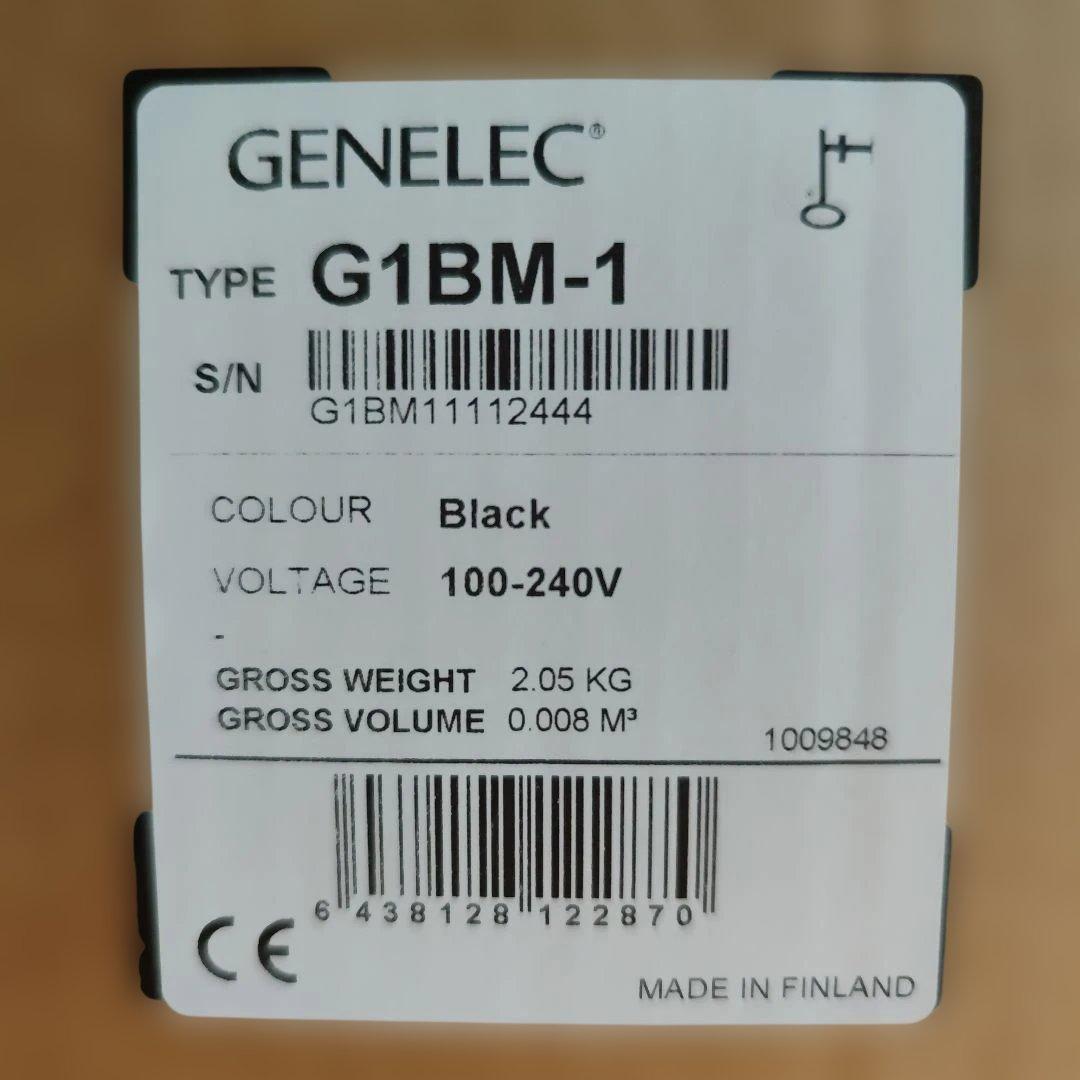 GENELEC®
TYPE G1BM-1
S/N
G1BM11112444
COLOUR Black
VOLTAGE 100-240V
-
GROSS WEIGHT 2.05 KG
GROSS VOLUME 0.008 M³
1009848
6 438128 122870
CE
MADE IN FINLAND